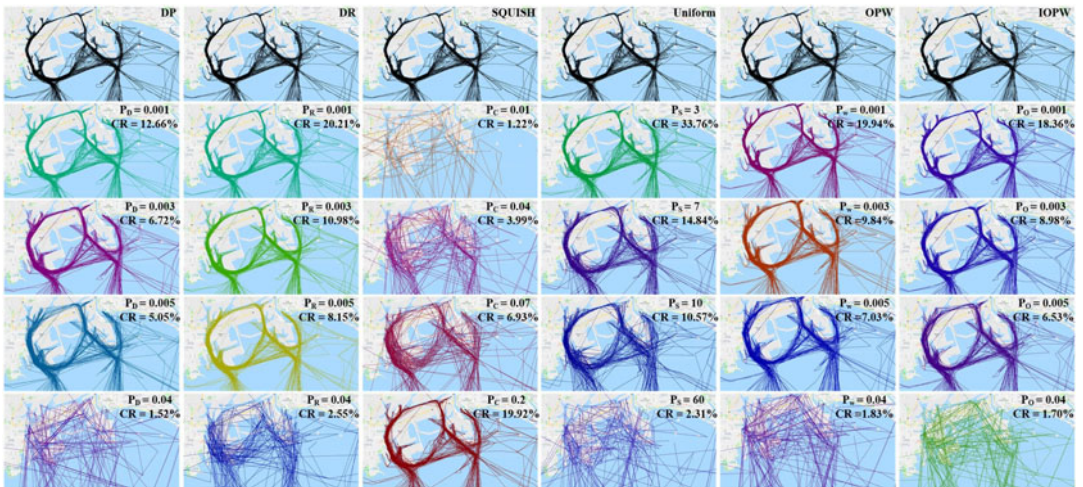 DP DR SQUISH Uniform OPW IOPW
P_D = 0.001 P_R = 0.001 P_C = 0.01 P_S = 3 P_w = 0.001 P_O = 0.001
CR = 12.66% CR = 20.21% CR = 1.22% CR = 33.76% CR = 19.94% CR = 18.36%
P_D = 0.003 P_R = 0.003 P_C = 0.04 P_S = 7 P_w = 0.003 P_O = 0.003
CR = 6.72% CR = 10.98% CR = 3.99% CR = 14.84% CR = 9.84% CR = 8.98%
P_D = 0.005 P_R = 0.005 P_C = 0.07 P_S = 10 P_w = 0.005 P_O = 0.005
CR = 5.05% CR = 8.15% CR = 6.93% CR = 10.57% CR = 7.03% CR = 6.53%
P_D = 0.04 P_R = 0.04 P_C = 0.2 P_S = 60 P_w = 0.04 P_O = 0.04
CR = 1.52% CR = 2.55% CR = 19.92% CR = 2.31% CR = 1.83% CR = 1.70%